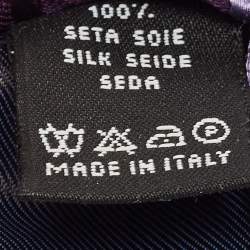 100%
SETA SOIE
SILK SEIDE
SEDA
P
MADE IN ITALY